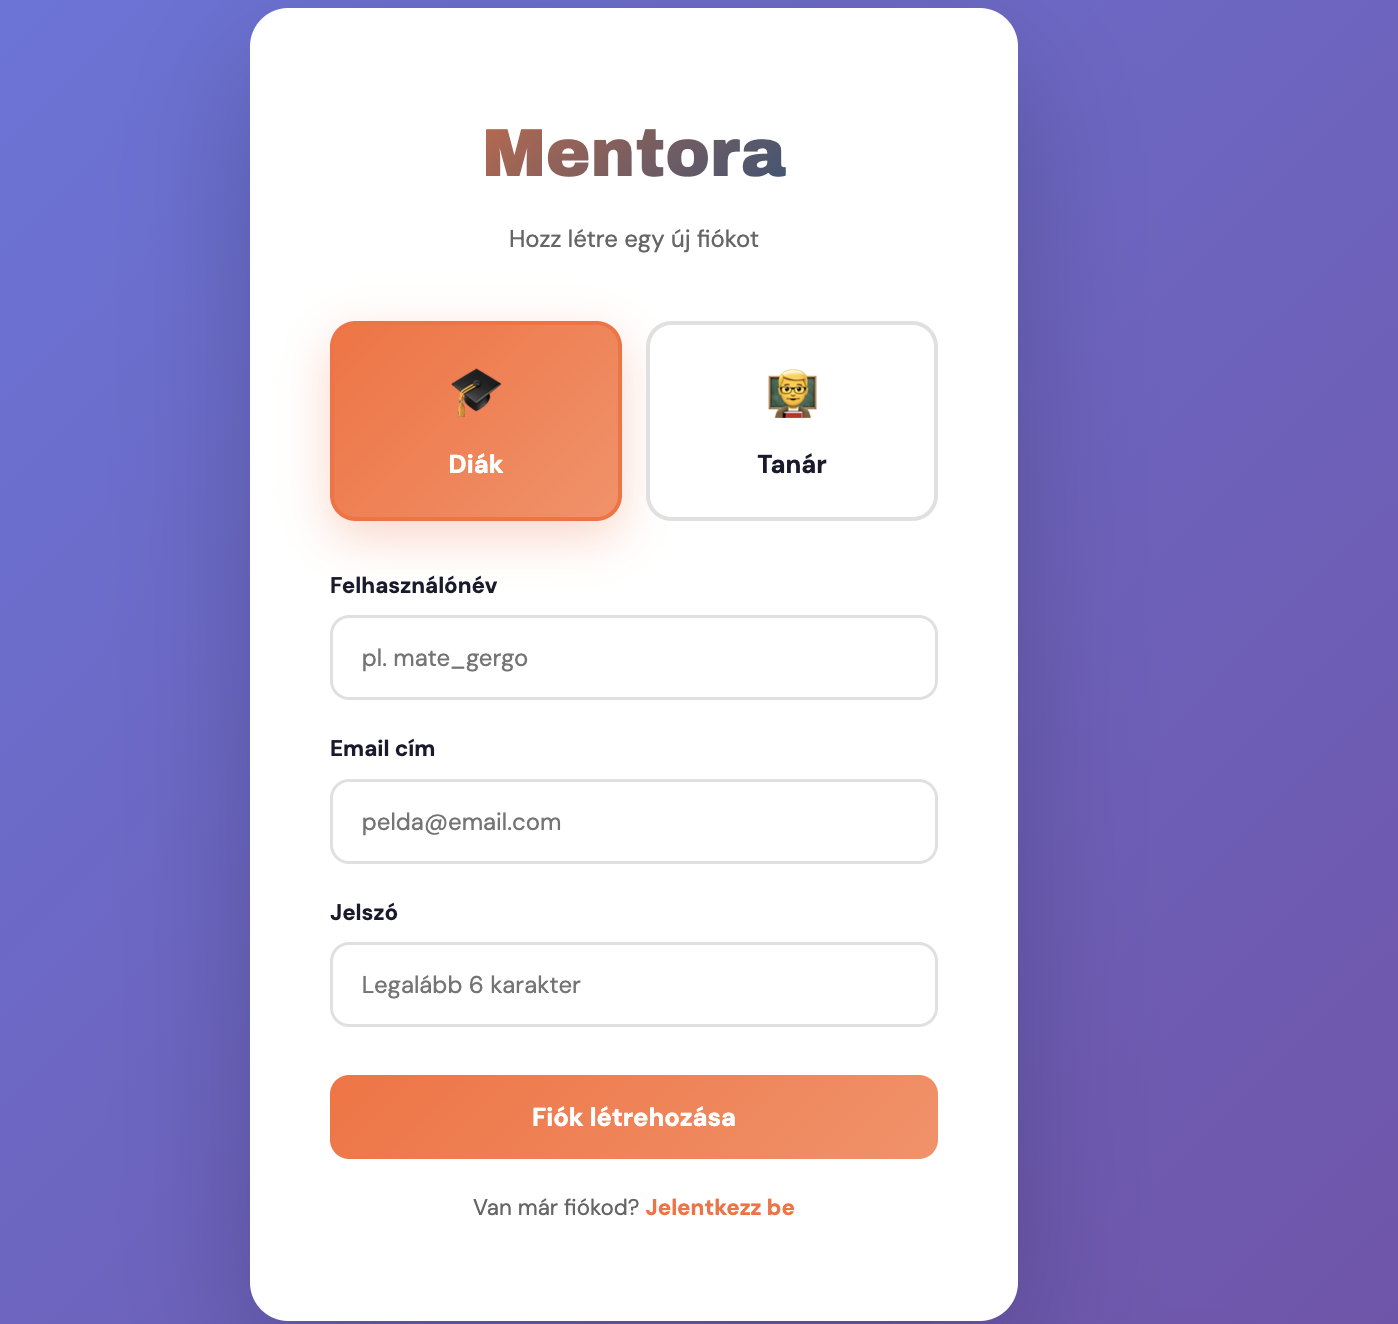 Mentora
Hozz létre egy új fiókot
Diák
Tanár
Felhasználónév
pl. mate_gergo
Email cím
pelda@email.com
Jelszó
Legalább 6 karakter
Fiók létrehozása
Van már fiókod? Jelentkezz be